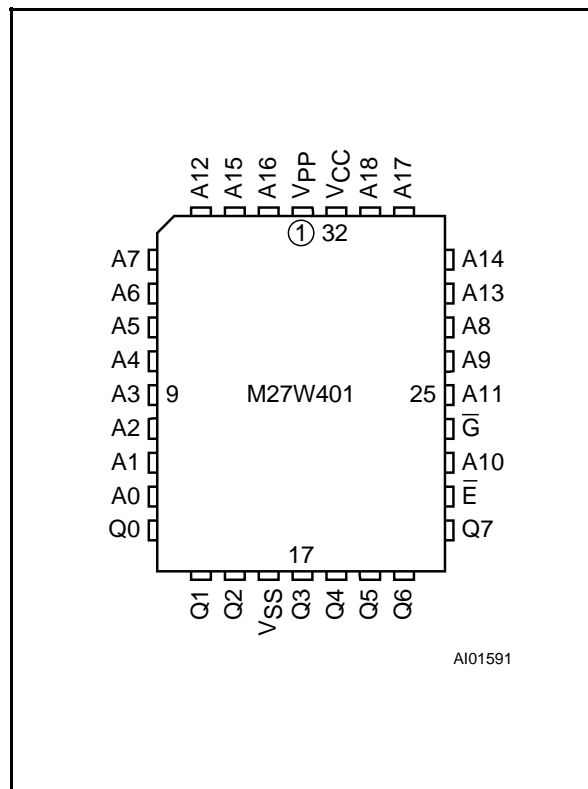 A12 A15 A16 VPP VCC A18 A17
1 32
A7 A14
A6 A13
A5 A8
A4 A9
A3 9 M27W401 25 A11
A2 G̅
A1 A10
A0 E̅
Q0 Q7
17
Q1 Q2 VSS Q3 Q4 Q5 Q6
AI01591